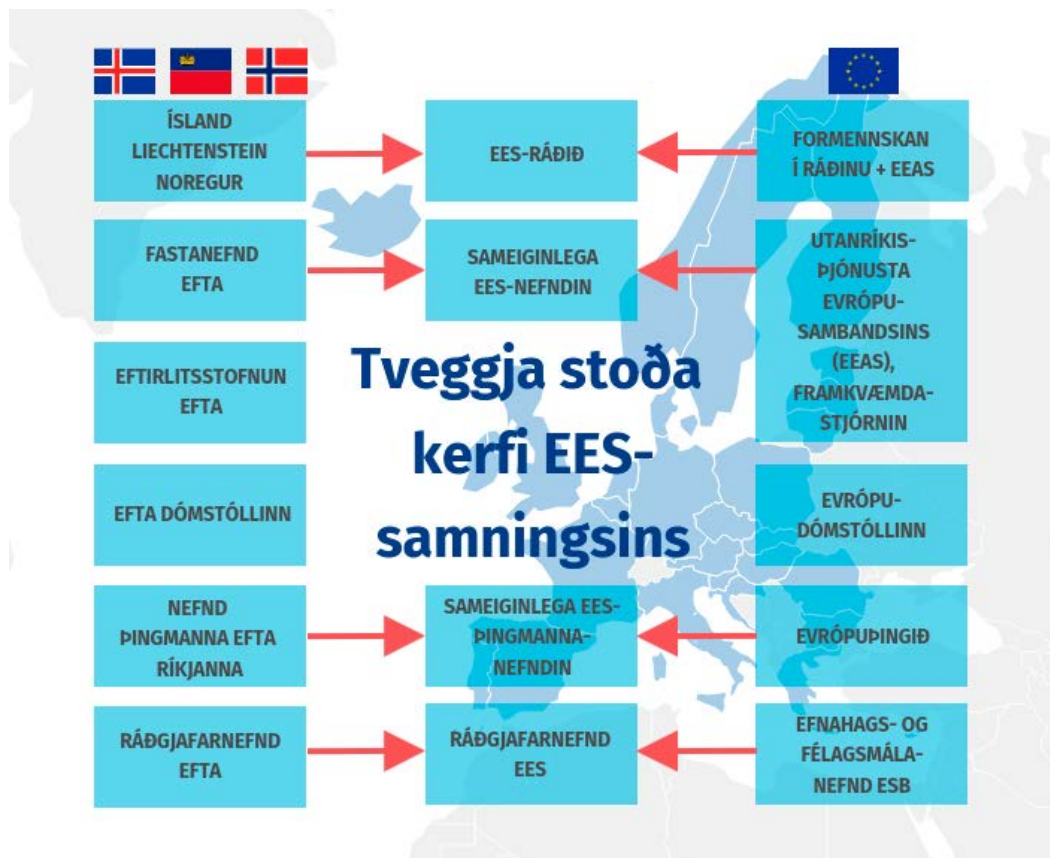 ÍSLAND
LIECHTENSTEIN
NOREGUR
EES-RÁÐIÐ
FORMENNSKAN
Í RÁÐINU + EEAS
FASTANEFND
EFTA
SAMEIGINLEGA
EES-NEFNDIN
UTANRÍKIS-
ÞJÓNUSTA
EVRÓPU-
SAMBANDSINS
(EEAS),
FRAMKVÆMDA-
STJÓRNIN
EFTIRLITSSTOFNUN
EFTA
Tveggja stoða
kerfi EES-
samningsins
EFTA DÓMSTÓLLINN
EVRÓPU-
DÓMSTÓLLINN
NEFND
ÞINGMANNA EFTA
RÍKJANNA
SAMEIGINLEGA EES-
ÞINGMANNA-
NEFNDIN
EVRÓPUÞINGIÐ
RÁÐGJAFARNEFND
EFTA
RÁÐGJAFARNEFND
EES
EFNAHAGS- OG
FÉLAGSMÁLA-
NEFND ESB